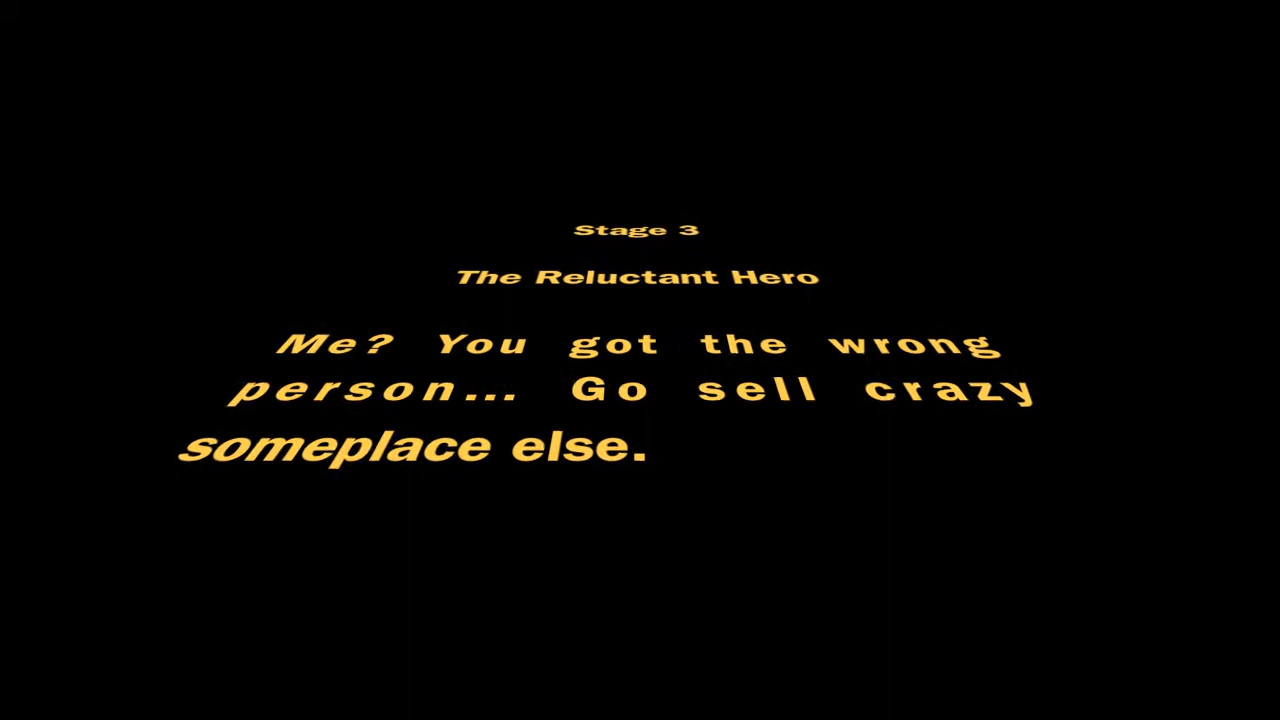 Stage 3
The Reluctant Hero
Me? You got the wrong
person... Go sell crazy
someplace else.